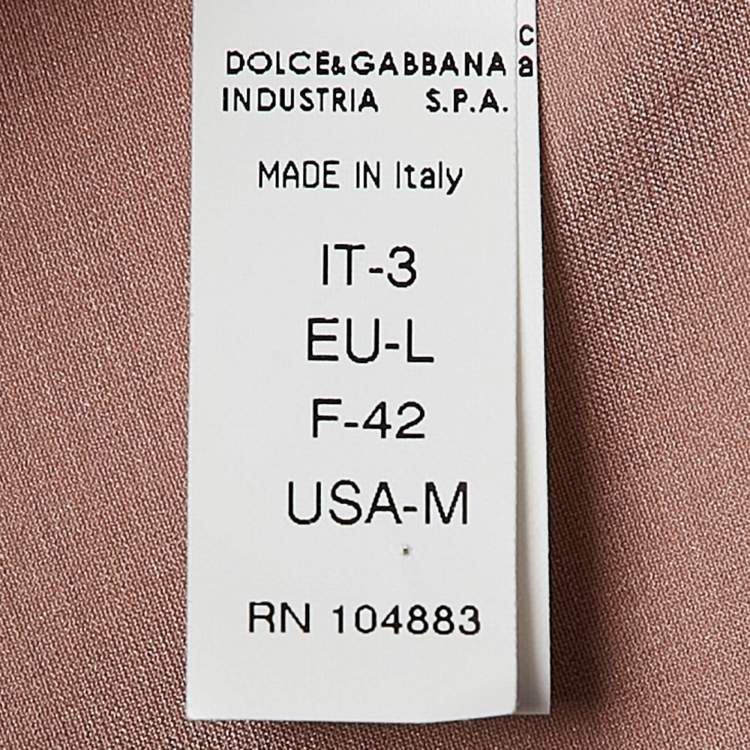 DOLCE&GABBANA
INDUSTRIA S.P.A.
MADE IN Italy
IT-3
EU-L
F-42
USA-M
RN 104883